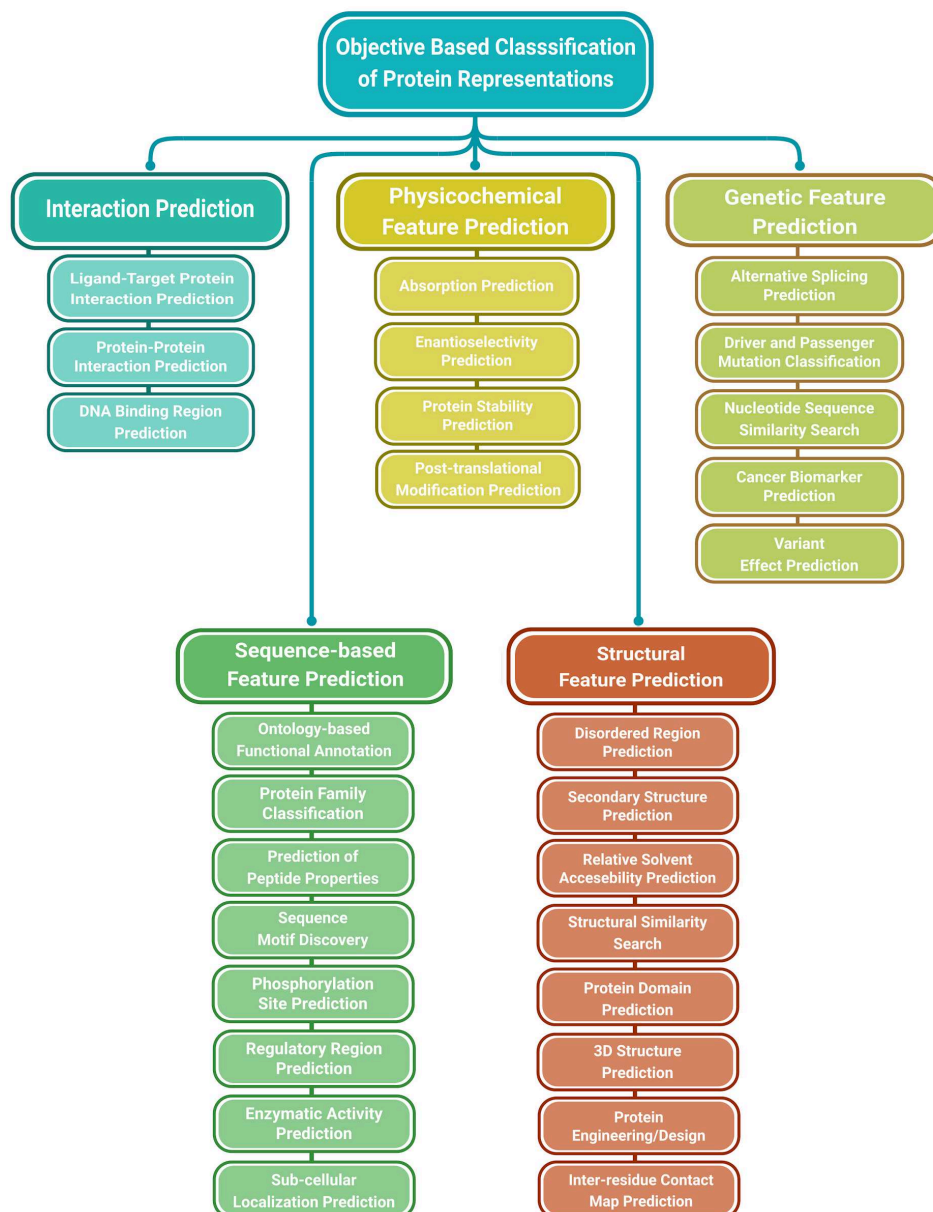 Objective Based Classsification
of Protein Representations
Interaction Prediction
Ligand-Target Protein
Interaction Prediction
Protein-Protein
Interaction Prediction
DNA Binding Region
Prediction
Physicochemical
Feature Prediction
Absorption Prediction
Enantioselectivity
Prediction
Protein Stability
Prediction
Post-translational
Modification Prediction
Genetic Feature
Prediction
Alternative Splicing
Prediction
Driver and Passenger
Mutation Classification
Nucleotide Sequence
Similarity Search
Cancer Biomarker
Prediction
Variant
Effect Prediction
Sequence-based
Feature Prediction
Ontology-based
Functional Annotation
Protein Family
Classification
Prediction of
Peptide Properties
Sequence
Motif Discovery
Phosphorylation
Site Prediction
Regulatory Region
Prediction
Enzymatic Activity
Prediction
Sub-cellular
Localization Prediction
Structural
Feature Prediction
Disordered Region
Prediction
Secondary Structure
Prediction
Relative Solvent
Accesebility Prediction
Structural Similarity
Search
Protein Domain
Prediction
3D Structure
Prediction
Protein
Engineering/Design
Inter-residue Contact
Map Prediction